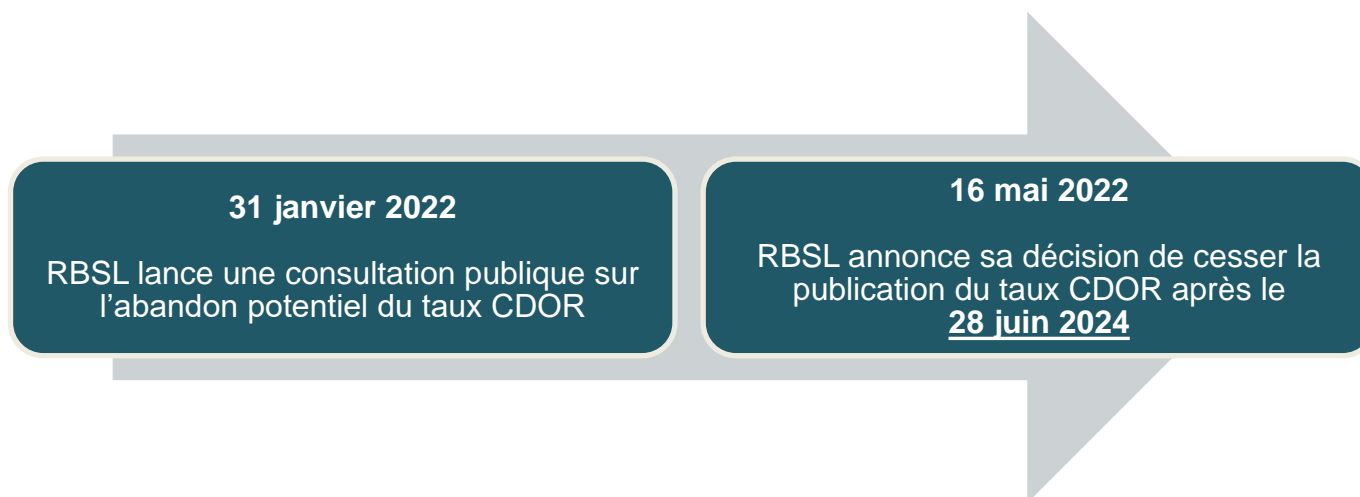 31 janvier 2022
RBSL lance une consultation publique sur
l’abandon potentiel du taux CDOR
16 mai 2022
RBSL annonce sa décision de cesser la
publication du taux CDOR après le
28 juin 2024